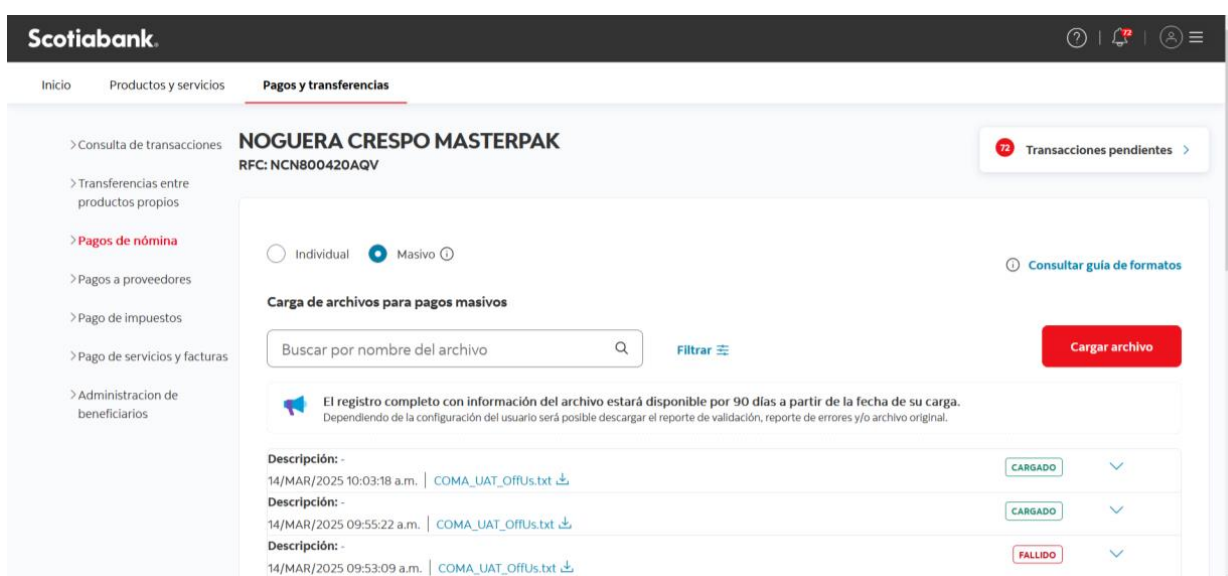 Scotiabank.
72
Inicio Productos y servicios Pagos y transferencias
Consulta de transacciones
Transferencias entre
productos propios
Pagos de nómina
Pagos a proveedores
Pago de impuestos
Pago de servicios y facturas
Administracion de
beneficiarios
NOGUERA CRESPO MASTERPAK
RFC: NCN800420AQV
72 Transacciones pendientes
Individual Masivo
Consultar guía de formatos
Carga de archivos para pagos masivos
Buscar por nombre del archivo
Filtrar
Cargar archivo
El registro completo con información del archivo estará disponible por 90 días a partir de la fecha de su carga.
Dependiendo de la configuración del usuario será posible descargar el reporte de validación, reporte de errores y/o archivo original.
Descripción: -
14/MAR/2025 10:03:18 a.m. | COMA_UAT_OffUs.txt
CARGADO
Descripción: -
14/MAR/2025 09:55:22 a.m. | COMA_UAT_OffUs.txt
CARGADO
Descripción: -
14/MAR/2025 09:53:09 a.m. | COMA_UAT_OffUs.txt
FALLIDO